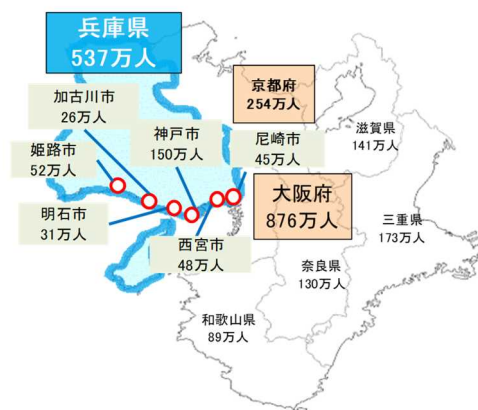 兵庫県
537万人
京都府
254万人
加古川市
26万人
神戸市
150万人
尼崎市
45万人
滋賀県
141万人
姫路市
52万人
大阪府
876万人
明石市
31万人
三重県
173万人
西宮市
48万人
奈良県
130万人
和歌山県
89万人